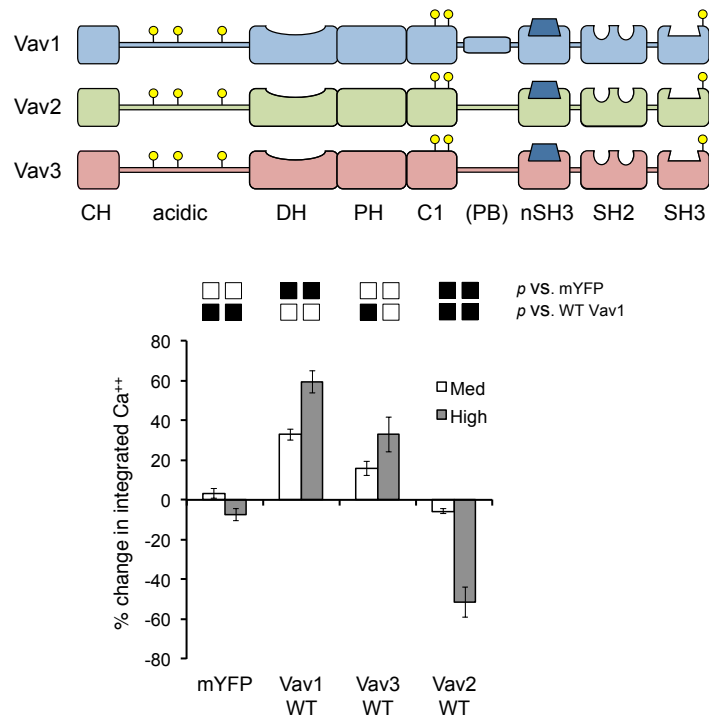 Vav1
Vav2
Vav3
CH acidic DH PH C1 (PB) nSH3 SH2 SH3
p vs. mYFP
p vs. WT Vav1
% change in integrated Ca++
80
60
40
20
0
-20
-40
-60
-80
Med
High
mYFP Vav1 WT Vav3 WT Vav2 WT